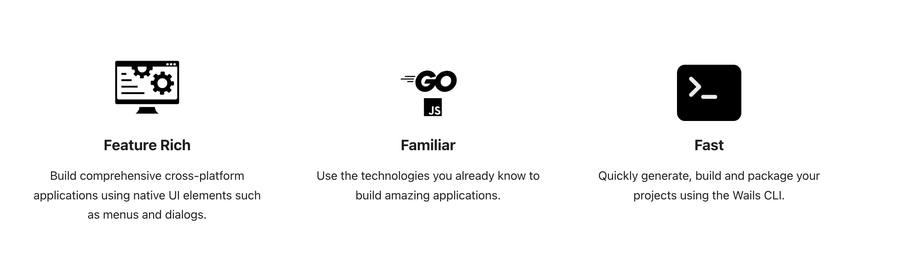 GO
JS
Feature Rich
Build comprehensive cross-platform
applications using native UI elements such
as menus and dialogs.
Familiar
Use the technologies you already know to
build amazing applications.
Fast
Quickly generate, build and package your
projects using the Wails CLI.